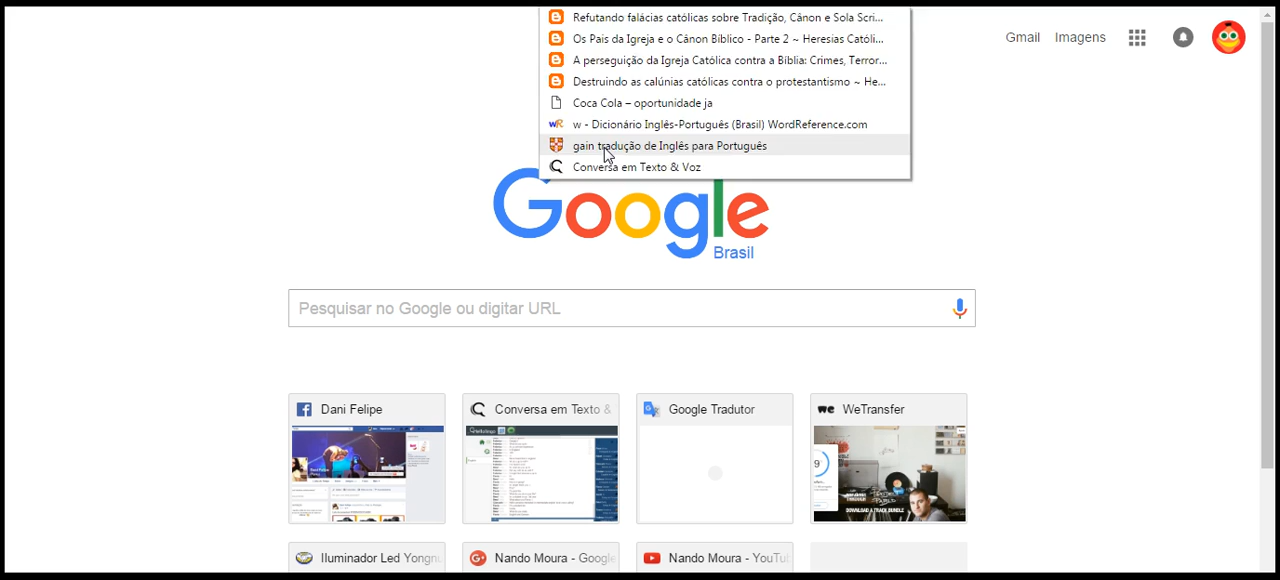 Refutando falácias católicas sobre Tradição, Cânon e Sola Scri...
Os Pais da Igreja e o Cânon Bíblico - Parte 2 ~ Heresias Católi...
A perseguição da Igreja Católica contra a Bíblia: Crimes, Terror...
Destruindo as calúnias católicas contra o protestantismo ~ He...
Coca Cola – oportunidade ja
w - Dicionário Inglês-Português (Brasil) WordReference.com
gain tradução de Inglês para Português
Conversa em Texto & Voz
Gmail Imagens
Google
Brasil
Pesquisar no Google ou digitar URL
Dani Felipe
Conversa em Texto &
Google Tradutor
WeTransfer
DOWNLOAD A TRACK BUNDLE
Iluminador Led Yongnu
Nando Moura - Google
Nando Moura - YouTu